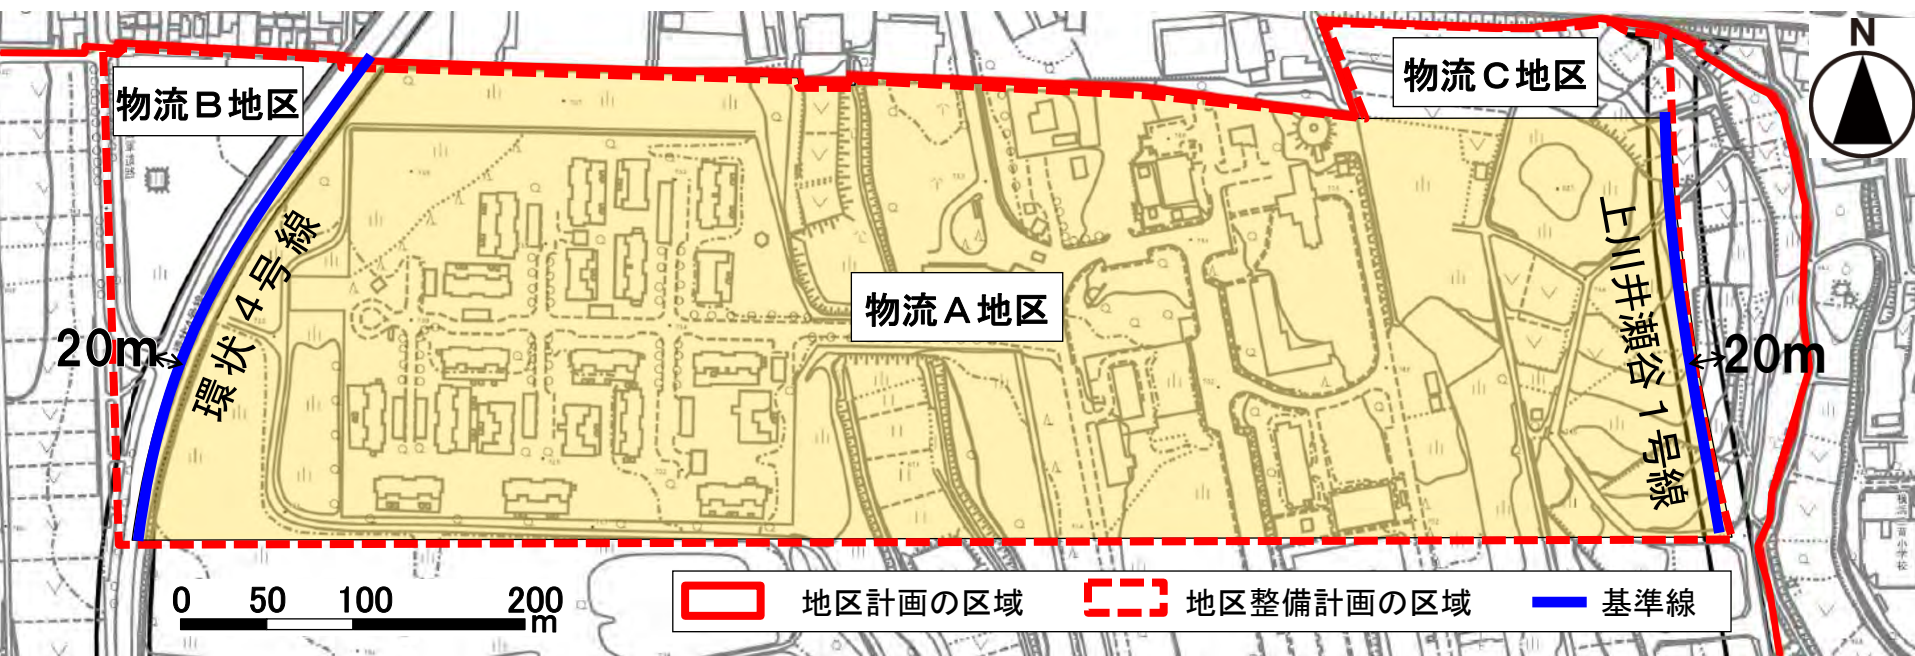 N
物流B地区
物流C地区
物流A地区
環状4号線
上川井瀬谷1号線
20m
20m
0 50 100 200
m
地区計画の区域
地区整備計画の区域
基準線